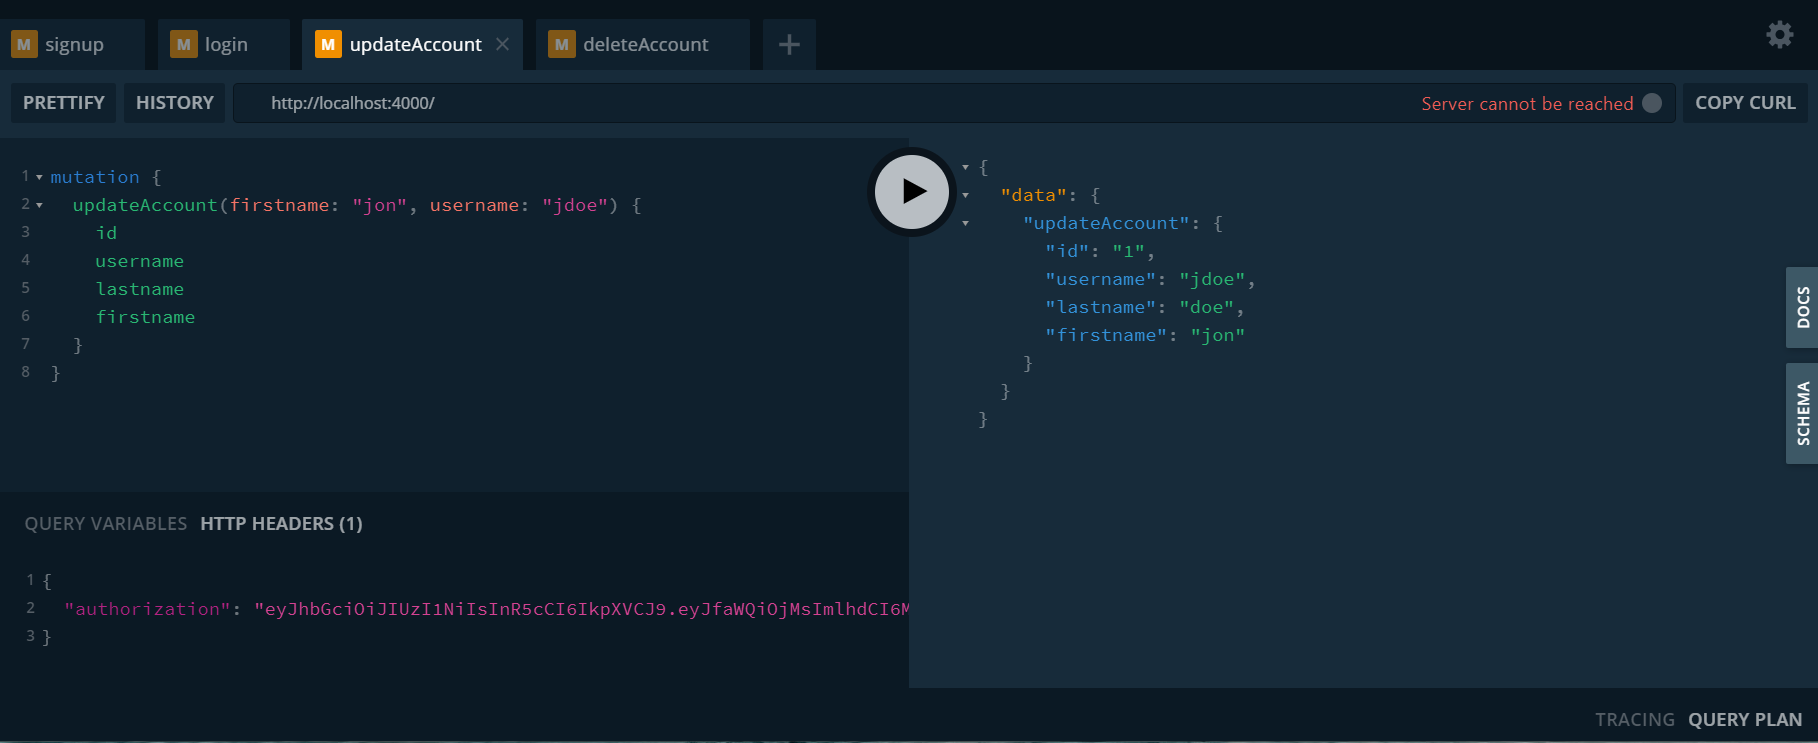 M signup M login M updateAccount × M deleteAccount +
PRETTIFY HISTORY http://localhost:4000/ Server cannot be reached COPY CURL
1 mutation {
2 updateAccount(firstname: "jon", username: "jdoe") {
3 id
4 username
5 lastname
6 firstname
7 }
8 }
{
"data": {
"updateAccount": {
"id": "1",
"username": "jdoe",
"lastname": "doe",
"firstname": "jon"
}
}
}
DOCS
SCHEMA
QUERY VARIABLES HTTP HEADERS (1)
1 {
2 "authorization": "eyJhbGciOiJIUzI1NiIsInR5cCI6IkpXVCJ9.eyJfaWQiOjMsImlhdCI6M
3 }
TRACING QUERY PLAN